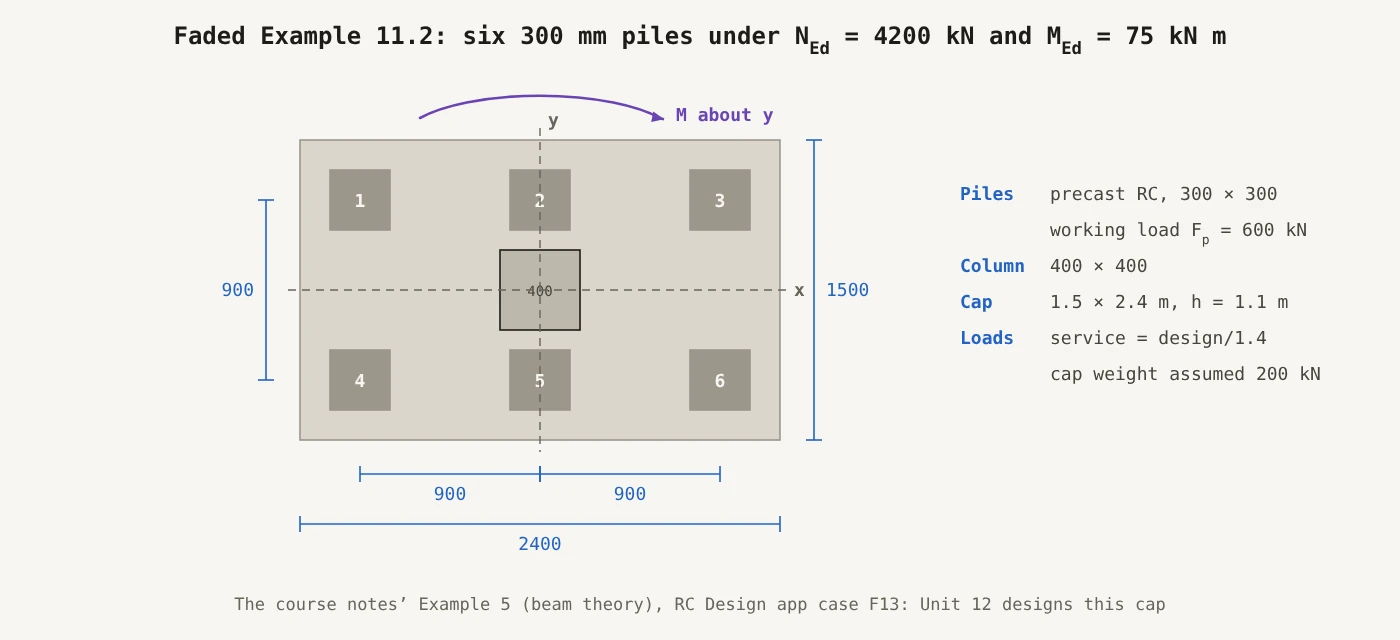 Faded Example 11.2: six 300 mm piles under NEd = 4200 kN and MEd = 75 kN m
M about y
y
1 2 3
Piles precast RC, 300 × 300
working load Fp = 600 kN
Column 400 × 400
900
400
x
1500
Cap 1.5 × 2.4 m, h = 1.1 m
Loads service = design/1.4
cap weight assumed 200 kN
4 5 6
900 900
2400
The course notes’ Example 5 (beam theory), RC Design app case F13: Unit 12 designs this cap